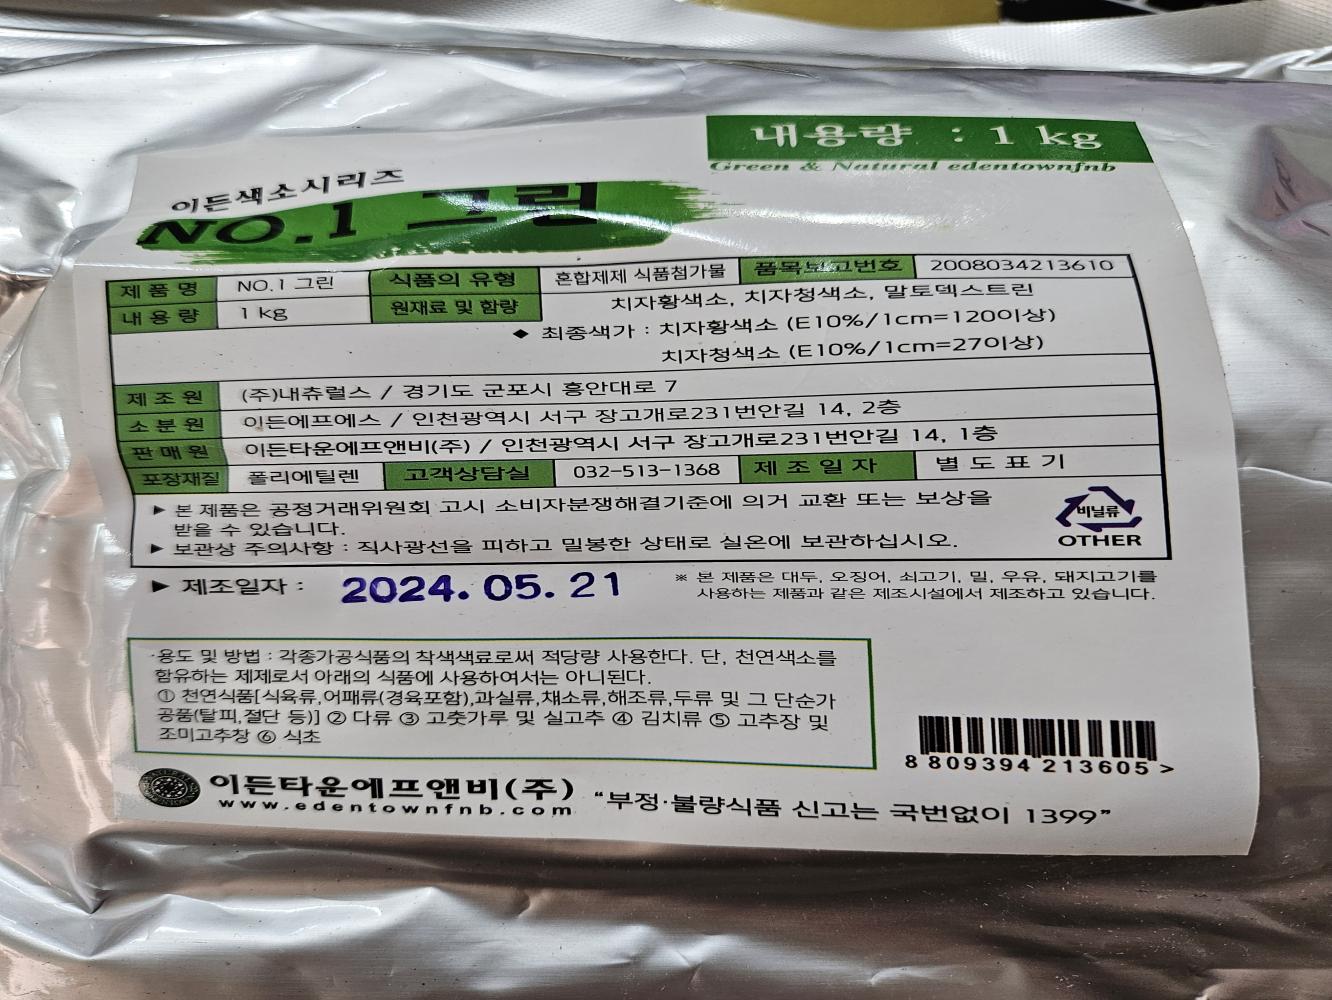 내용량 : 1 kg
Green & Natural edentownfnb
이든색소시리즈
NO.1 그린
제품명 NO.1 그린 식품의 유형 혼합제제 식품첨가물 품목보고번호 2008034213610
내용량 1 kg 원재료 및 함량 치자황색소, 치자청색소, 말토덱스트린
◆ 최종색가 : 치자황색소 (E10%/1cm=120이상)
치자청색소 (E10%/1cm=27이상)
제조원 (주)내츄럴스 / 경기도 군포시 흥안대로 7
소분원 이든에프에스 / 인천광역시 서구 장고개로231번안길 14, 2층
판매원 이든타운에프앤비(주) / 인천광역시 서구 장고개로231번안길 14, 1층
포장재질 폴리에틸렌 고객상담실 032-513-1368 제조일자 별도표기
▶ 본 제품은 공정거래위원회 고시 소비자분쟁해결기준에 의거 교환 또는 보상을
받을 수 있습니다.
▶ 보관상 주의사항 : 직사광선을 피하고 밀봉한 상태로 실온에 보관하십시오.
비닐류
OTHER
▶ 제조일자 : 2024. 05. 21
※ 본 제품은 대두, 오징어, 쇠고기, 밀, 우유, 돼지고기를
사용하는 제품과 같은 제조시설에서 제조하고 있습니다.
·용도 및 방법 : 각종가공식품의 착색색료로써 적당량 사용한다. 단, 천연색소를
함유하는 제제로서 아래의 식품에 사용하여서는 아니된다.
① 천연식품[식육류,어패류(경육포함),과실류,채소류,해조류,두류 및 그 단순가
공품(탈피,절단 등)] ② 다류 ③ 고춧가루 및 실고추 ④ 김치류 ⑤ 고추장 및
조미고추장 ⑥ 식초
8 809394 213605 >
이든타운에프앤비(주)
www.edentownfnb.com
“부정·불량식품 신고는 국번없이 1399”